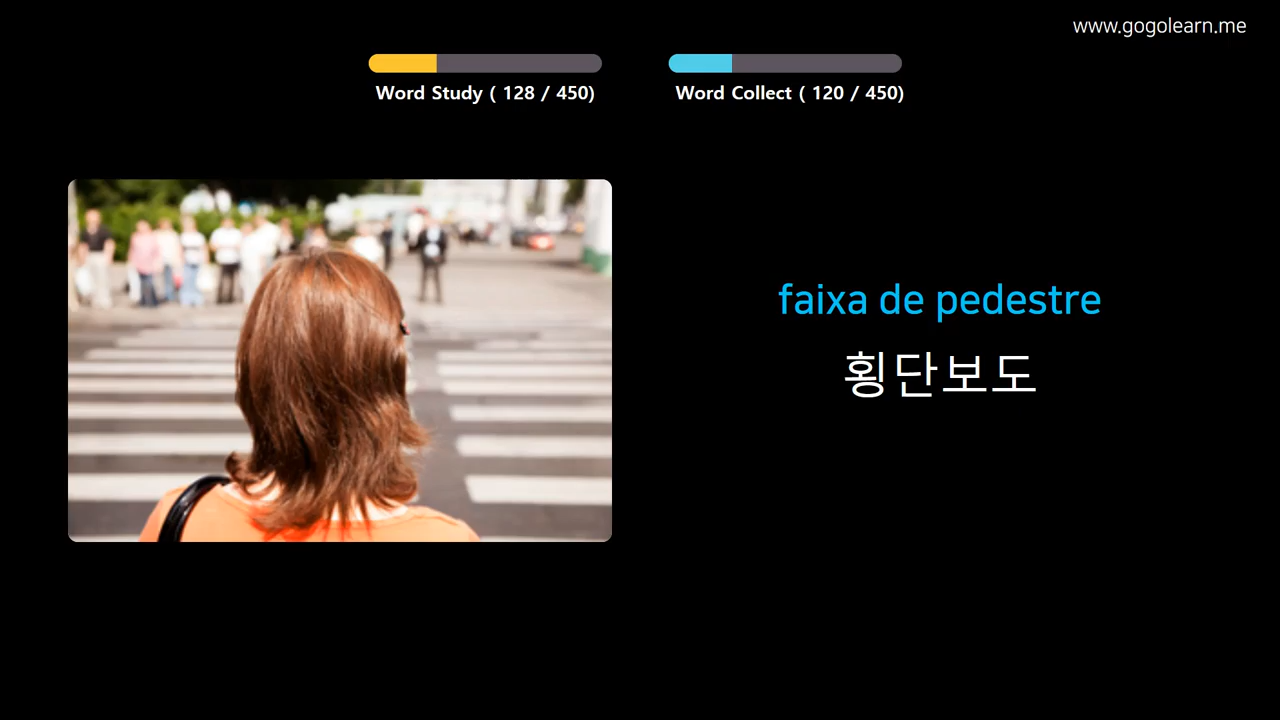 www.gogolearn.me
Word Study ( 128 / 450)
Word Collect ( 120 / 450)
faixa de pedestre
횡단보도